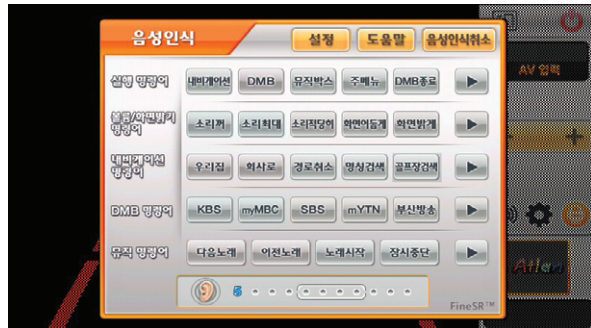 음성인식 설정 도움말 음성인식취소
AV 입력
실행 명령어 내비게이션 DMB 뮤직박스 주메뉴 DMB종료
볼륨/화면밝기
명령어
소리꺼 소리최대 소리적당히 화면어둡게 화면밝게
내비게이션
명령어
우리집 회사로 경로취소 명칭검색 골프장검색
DMB 명령어 KBS myMBC SBS mYTN 부산방송
뮤직 명령어 다음노래 이전노래 노래시작 잠시중단
Atlan
5
FineSR™